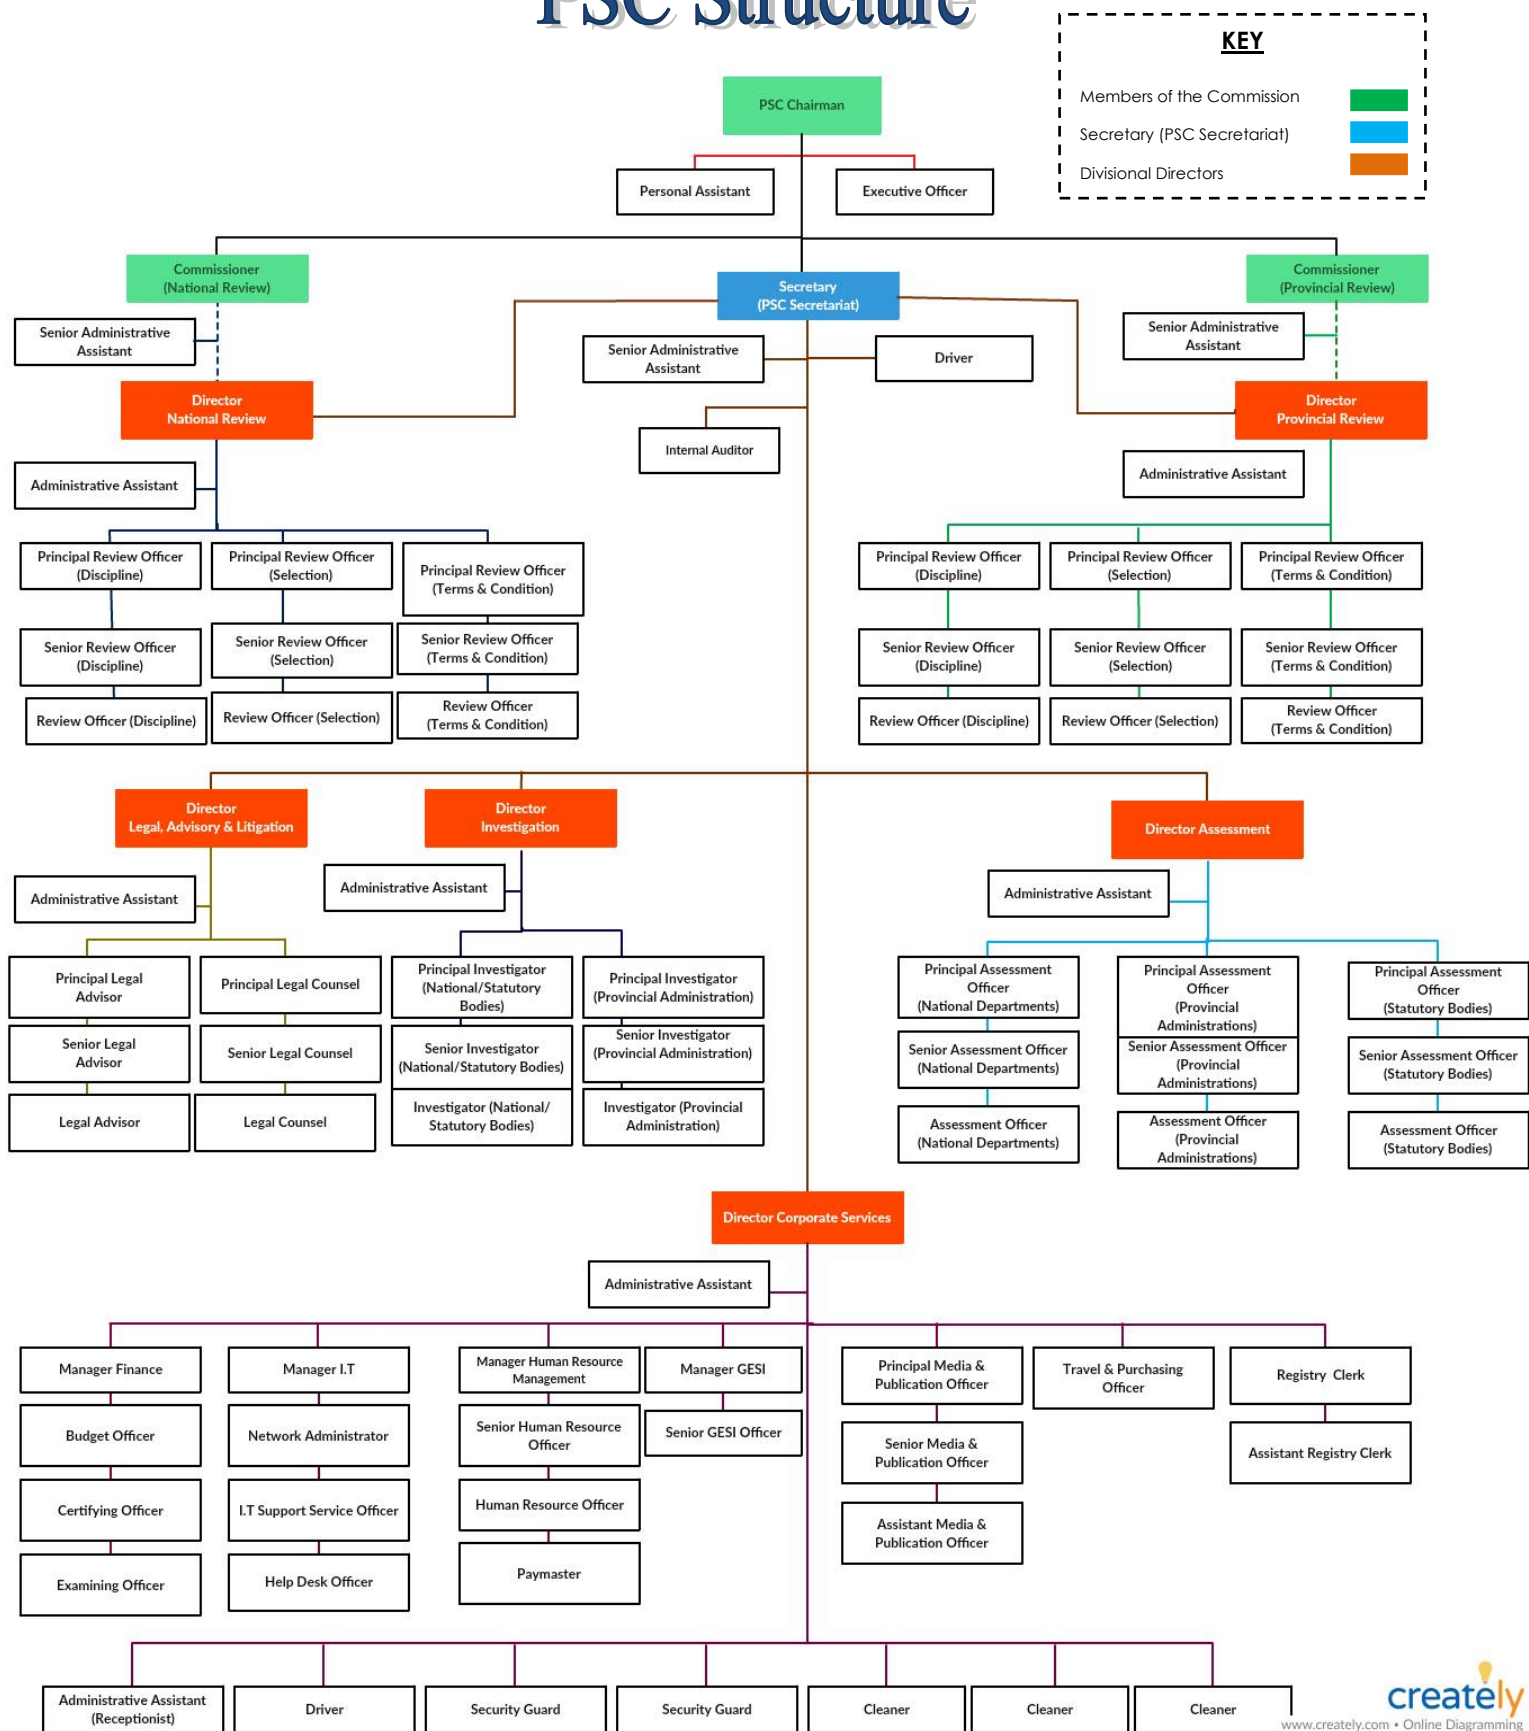 PSC Structure
KEY
Members of the Commission
Secretary (PSC Secretariat)
Divisional Directors
PSC Chairman
Personal Assistant
Executive Officer
Commissioner
(National Review)
Secretary
(PSC Secretariat)
Commissioner
(Provincial Review)
Senior Administrative
Assistant
Senior Administrative
Assistant
Driver
Senior Administrative
Assistant
Director
National Review
Internal Auditor
Director
Provincial Review
Administrative Assistant
Administrative Assistant
Principal Review Officer
(Discipline)
Principal Review Officer
(Selection)
Principal Review Officer
(Terms & Condition)
Principal Review Officer
(Discipline)
Principal Review Officer
(Selection)
Principal Review Officer
(Terms & Condition)
Senior Review Officer
(Discipline)
Senior Review Officer
(Selection)
Senior Review Officer
(Terms & Condition)
Senior Review Officer
(Discipline)
Senior Review Officer
(Selection)
Senior Review Officer
(Terms & Condition)
Review Officer (Discipline)
Review Officer (Selection)
Review Officer
(Terms & Condition)
Review Officer (Discipline)
Review Officer (Selection)
Review Officer
(Terms & Condition)
Director
Legal, Advisory & Litigation
Director
Investigation
Director Assessment
Administrative Assistant
Administrative Assistant
Administrative Assistant
Principal Legal
Advisor
Principal Legal Counsel
Principal Investigator
(National/Statutory
Bodies)
Principal Investigator
(Provincial Administration)
Principal Assessment
Officer
(National Departments)
Principal Assessment
Officer
(Provincial
Administrations)
Principal Assessment
Officer
(Statutory Bodies)
Senior Legal
Advisor
Senior Legal Counsel
Senior Investigator
(National/Statutory Bodies)
Senior Investigator
(Provincial Administration)
Senior Assessment Officer
(National Departments)
Senior Assessment Officer
(Provincial
Administrations)
Senior Assessment Officer
(Statutory Bodies)
Legal Advisor
Legal Counsel
Investigator (National/
Statutory Bodies)
Investigator (Provincial
Administration)
Assessment Officer
(National Departments)
Assessment Officer
(Provincial
Administrations)
Assessment Officer
(Statutory Bodies)
Director Corporate Services
Administrative Assistant
Manager Finance
Manager I.T
Manager Human Resource
Management
Manager GESI
Principal Media &
Publication Officer
Travel & Purchasing
Officer
Registry Clerk
Budget Officer
Network Administrator
Senior Human Resource
Officer
Senior GESI Officer
Senior Media &
Publication Officer
Assistant Registry Clerk
Certifying Officer
I.T Support Service Officer
Human Resource Officer
Assistant Media &
Publication Officer
Examining Officer
Help Desk Officer
Paymaster
Administrative Assistant
(Receptionist)
Driver
Security Guard
Security Guard
Cleaner
Cleaner
Cleaner
creately
www.creately.com • Online Diagramming